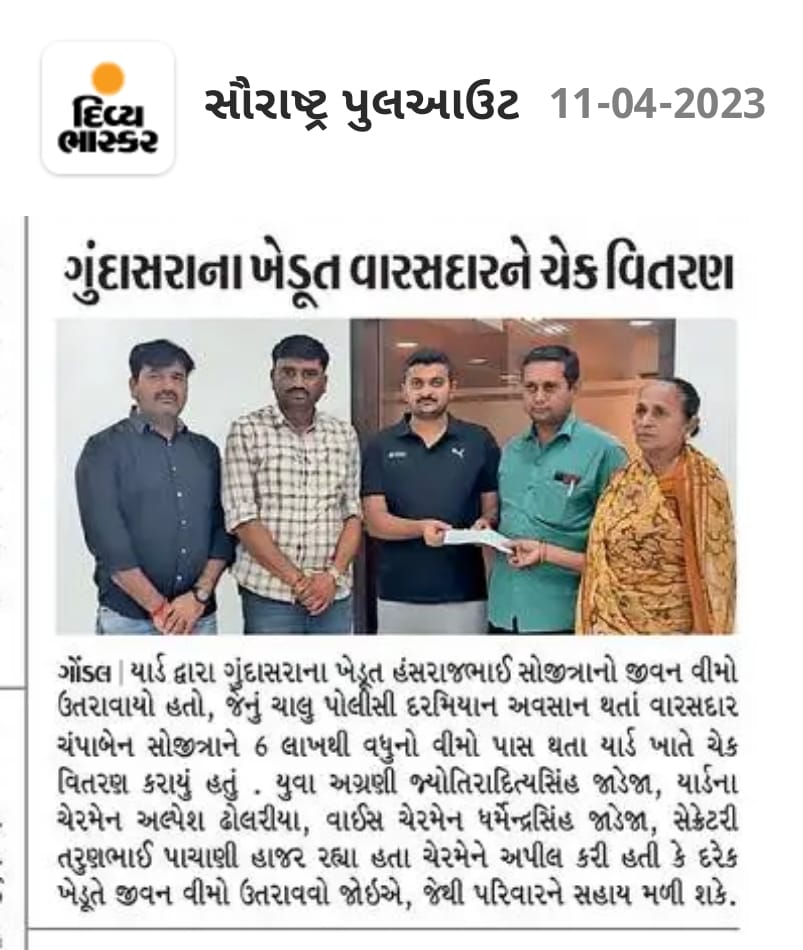 દિવ્ય
ભાસ્કર
સૌરાષ્ટ્ર પુલઆઉટ 11-04-2023
ગુંદાસરાના ખેડૂત વારસદારને ચેક વિતરણ
ગોંડલ | યાર્ડ દ્વારા ગુંદાસરાના ખેડૂત હંસરાજભાઈ સોજીત્રાનો જીવન વીમો
ઉતરાવાયો હતો, જેનું ચાલુ પોલીસી દરમિયાન અવસાન થતાં વારસદાર
ચંપાબેન સોજીત્રાને 6 લાખથી વધુનો વીમો પાસ થતા યાર્ડ ખાતે ચેક
વિતરણ કરાયું હતું . યુવા અગ્રણી જ્યોતિરાદિત્યસિંહ જાડેજા, યાર્ડના
ચેરમેન અલ્પેશ ઢોલરીયા, વાઈસ ચેરમેન ધર્મેન્દ્રસિંહ જાડેજા, સેક્રેટરી
તરુણભાઈ પાચાણી હાજર રહ્યા હતા ચેરમેને અપીલ કરી હતી કે દરેક
ખેડૂતે જીવન વીમો ઉતરાવવો જોઇએ, જેથી પરિવારને સહાય મળી શકે.